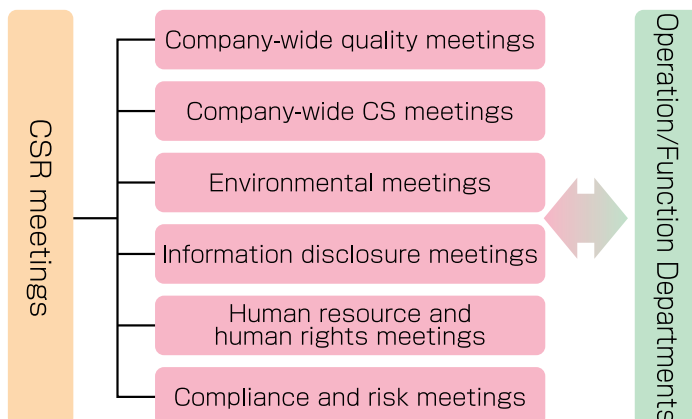 CSR meetings
Company-wide quality meetings
Company-wide CS meetings
Environmental meetings
Information disclosure meetings
Human resource and
human rights meetings
Compliance and risk meetings
Operation/Function Departments